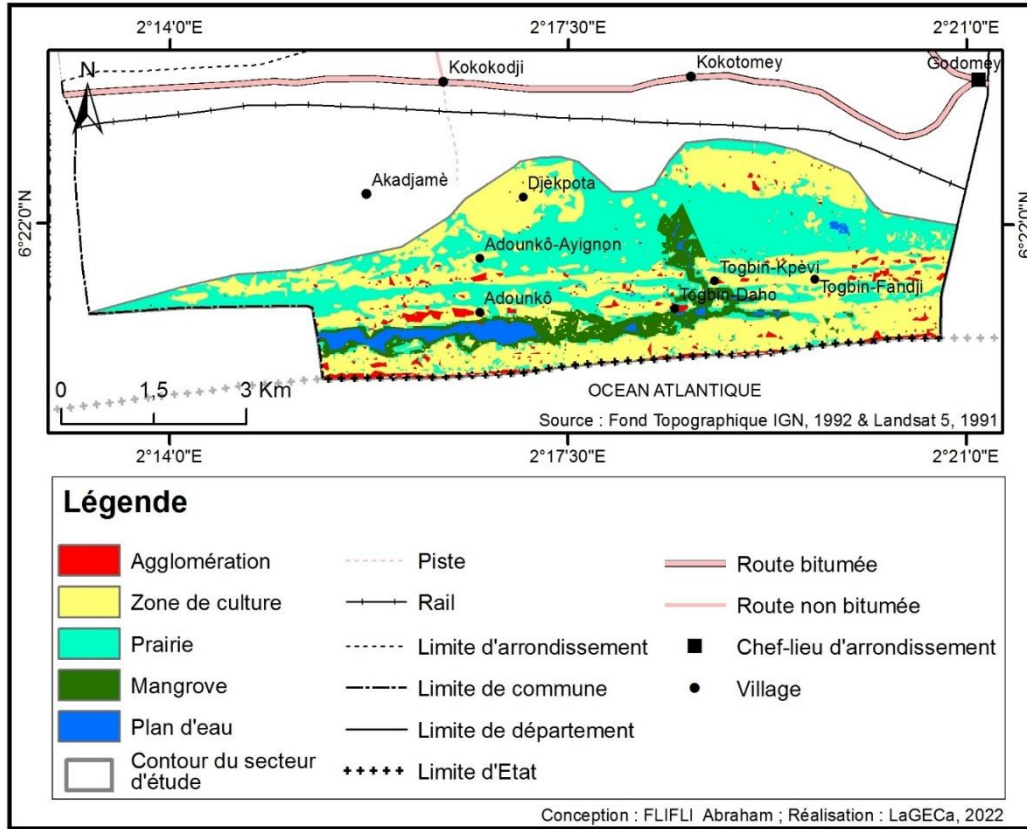 2°14'0"E
2°17'30"E
2°21'0"E
N
Kokokodji
Kokotomey
Godomey
Akadjamè
Djèkpota
6°22'0"N
6°22'0"N
Adounkô-Ayignon
Togbin-Kpèvi
Togbin-Fandji
Adounkô
Togbin-Daho
0 1,5 3 Km
OCEAN ATLANTIQUE
Source : Fond Topographique IGN, 1992 & Landsat 5, 1991
2°14'0"E
2°17'30"E
2°21'0"E
Légende
Agglomération
Zone de culture
Prairie
Mangrove
Plan d'eau
Contour du secteur
d'étude
Piste
Rail
Limite d'arrondissement
Limite de commune
Limite de département
Limite d'Etat
Route bitumée
Route non bitumée
Chef-lieu d'arrondissement
Village
Conception : FLIFLI Abraham ; Réalisation : LaGECa, 2022